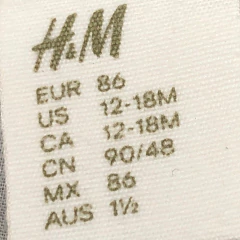 H&M
EUR 86
US 12-18M
CA 12-18M
CN 90/48
MX 86
AUS 1½